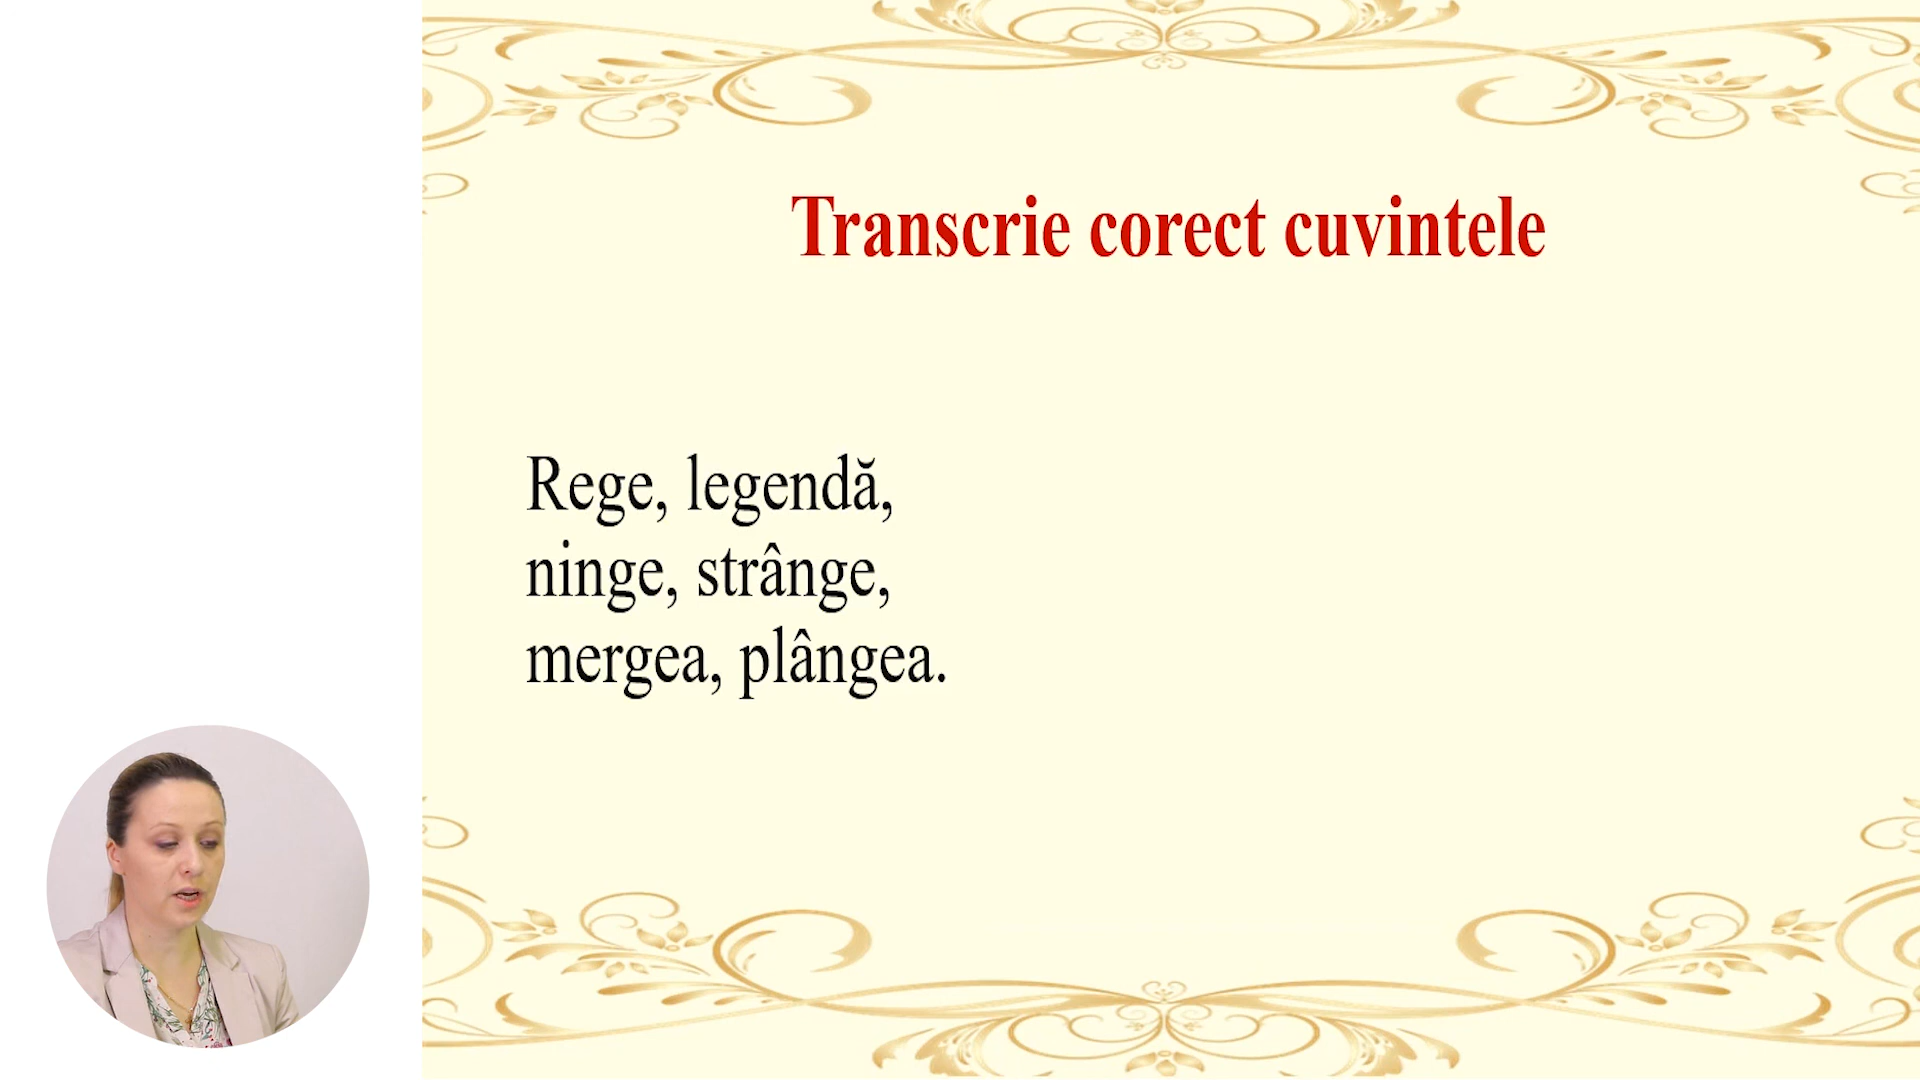 Transcrie corect cuvintele
Rege, legendă,
ninge, strânge,
mergea, plângea.